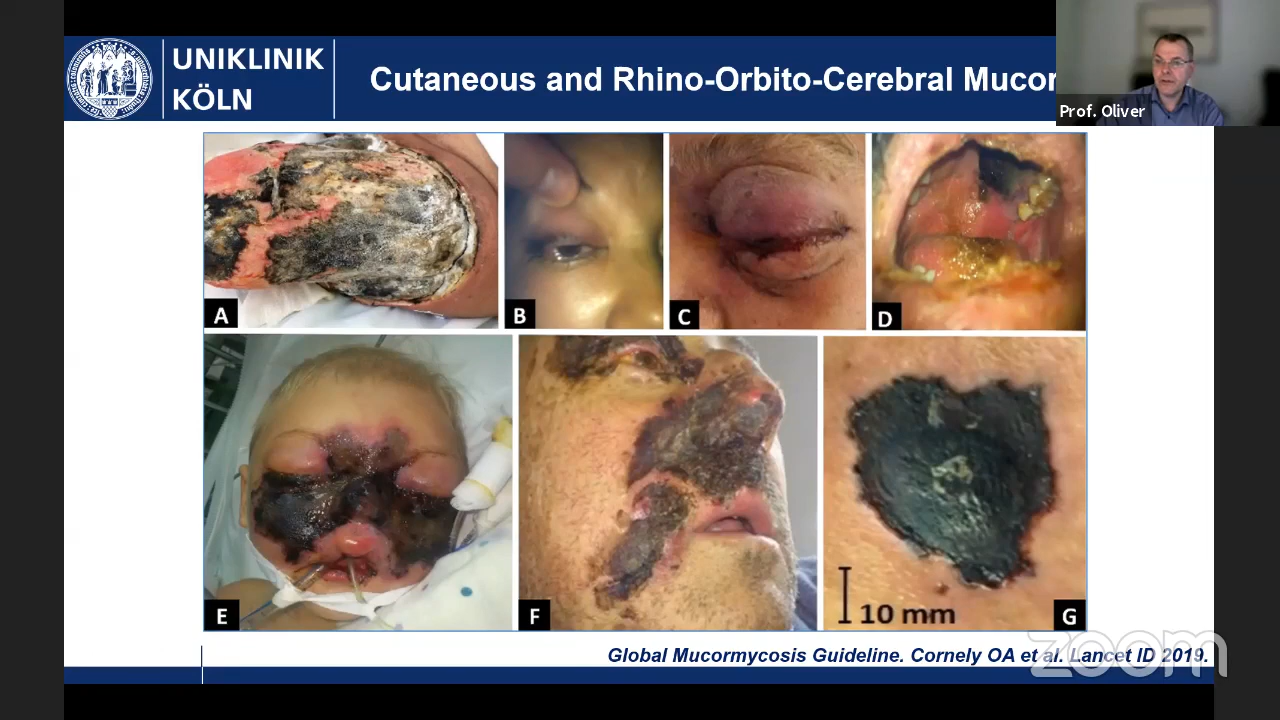 UNIKLINIK
KÖLN
Cutaneous and Rhino-Orbito-Cerebral Mucor
Prof. Oliver
A
B
C
D
E
F
10 mm
G
Global Mucormycosis Guideline. Cornely OA et al. Lancet ID 2019.
zoom